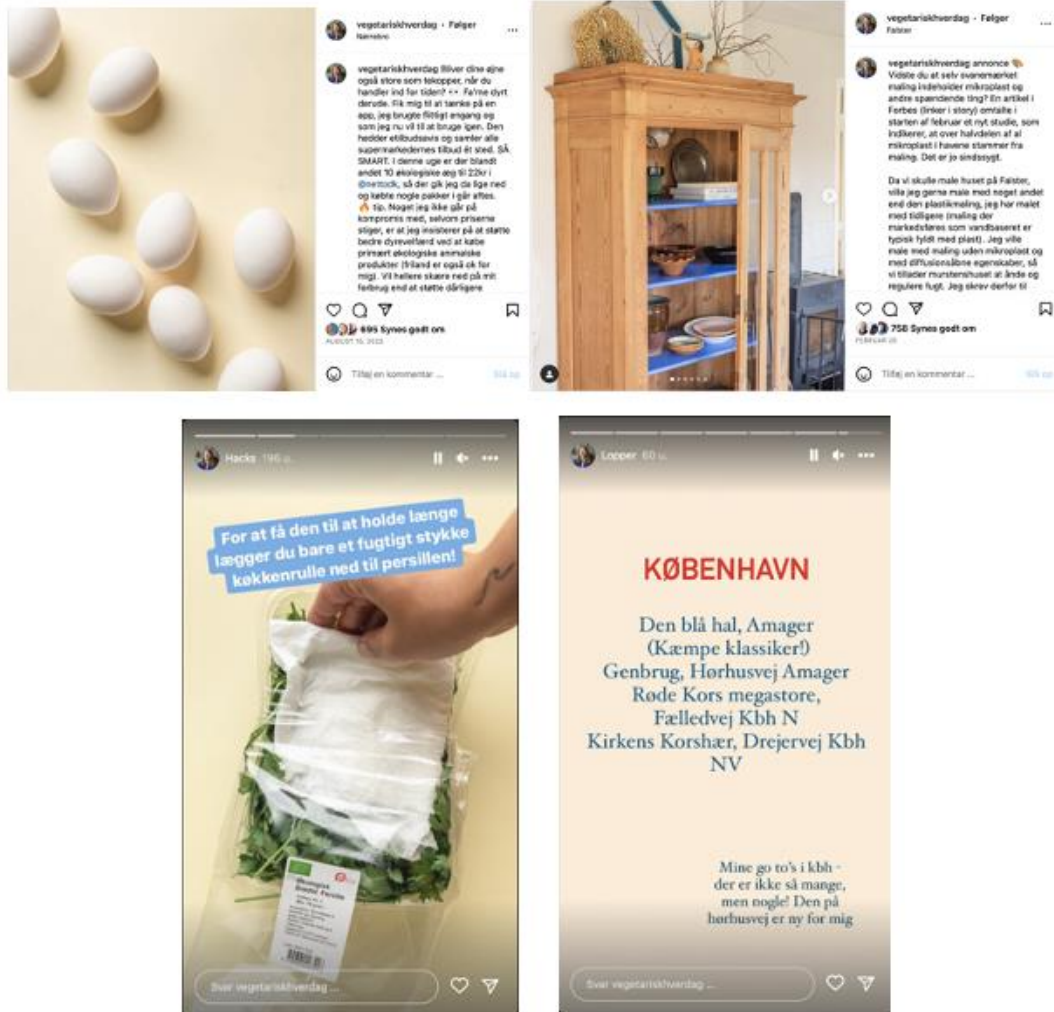 vegetariskhverdag · Følger
Nørrebro
vegetariskhverdag Bliver dine øjne
også store som tekopper, når du
handler ind for tiden? 👀 Fa'me dyrt
derude. Fik mig til at tænke på en
app, jeg brugte flittigt engang og
som jeg nu vil til at bruge igen. Den
hedder etilbudsavis og samler alle
supermarkedernes tilbud ét sted. SÅ
SMART. I denne uge er der blandt
andet 10 økologiske æg til 22kr i
@nettodk, så der gik jeg da lige ned
og købte nogle pakker i går aftes.
🔥 tip. Noget jeg ikke går på
kompromis med, selvom priserne
stiger, er at jeg insisterer på at støtte
bedre dyrevelfærd ved at købe
primært økologiske animalske
produkter (friland er også ok for
mig). Vil hellere skære ned på mit
forbrug end at støtte dårligere
695 Synes godt om
Tilføj en kommentar ...
Slå op
vegetariskhverdag · Følger
Falster
vegetariskhverdag annonce 🎨
Vidste du at selv svanemærket
maling indeholder mikroplast og
andre spændende ting? En artikel i
Forbes (linker i story) omtalte i
starten af februar et nyt studie, som
indikerer, at over halvdelen af al
mikroplast i havene stammer fra
maling. Det er jo sindssygt.
Da vi skulle male huset på Falster,
ville jeg gerne male med noget andet
end den plastikmaling, jeg har malet
med tidligere (maling der
markedsføres som vandbaseret er
typisk fyldt med plast). Jeg ville
male med maling uden mikroplast og
med diffusionsåbne egenskaber, så
vi tillader murstenshuset at ånde og
regulere fugt. Jeg skrev derfor til
758 Synes godt om
Tilføj en kommentar ...
Slå op
Hacks 196 u.
For at få den til at holde længe
lægger du bare et fugtigt stykke
køkkenrulle ned til persillen!
Økologisk
Bredbl. Persille
Svar vegetariskhverdag ...
Lopper 60 u.
KØBENHAVN
Den blå hal, Amager
(Kæmpe klassiker!)
Genbrug, Hørhusvej Amager
Røde Kors megastore,
Fælledvej Kbh N
Kirkens Korshær, Drejervej Kbh
NV
Mine go to's i kbh -
der er ikke så mange,
men nogle! Den på
hørhusvej er ny for mig
Svar vegetariskhverdag ...